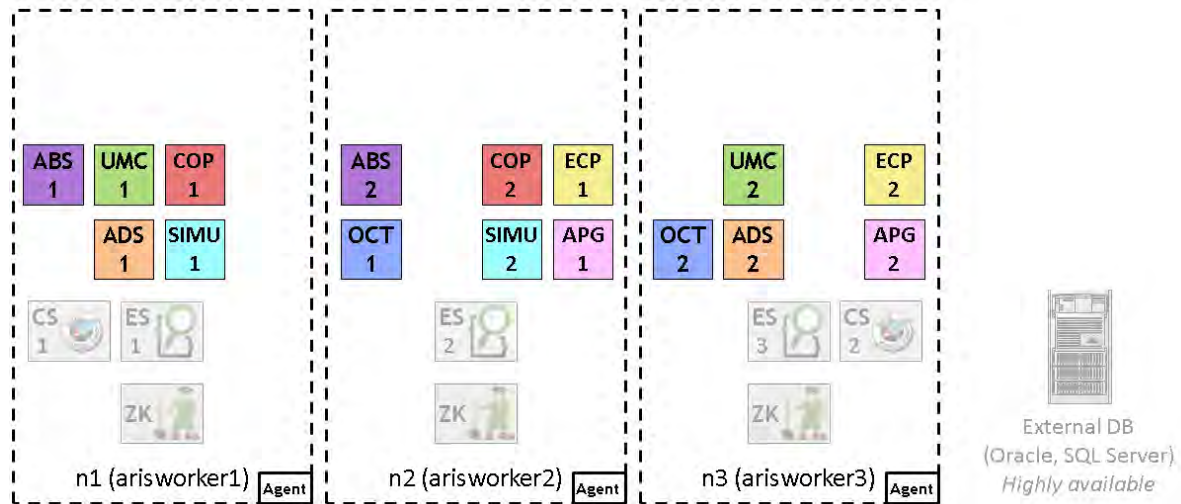 ABS
1
UMC
1
COP
1
ADS
1
SIMU
1
CS
1
ES
1
ZK
n1 (arisworker1)
Agent
ABS
2
COP
2
ECP
1
OCT
1
SIMU
2
APG
1
ES
2
ZK
n2 (arisworker2)
Agent
UMC
2
ECP
2
OCT
2
ADS
2
APG
2
ES
3
CS
2
ZK
n3 (arisworker3)
Agent
External DB
(Oracle, SQL Server)
Highly available